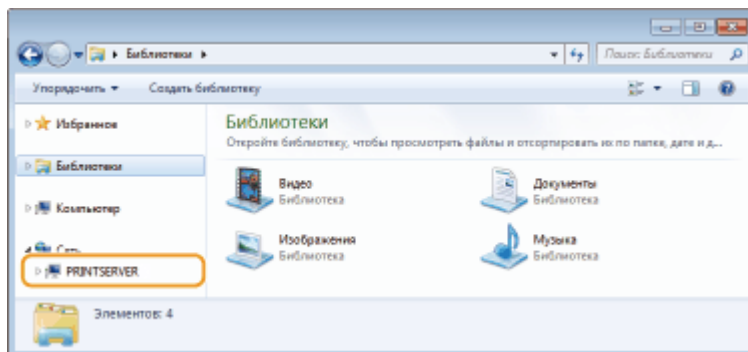 Библиотеки
Поиск: Библиотеки
Упорядочить
Создать библиотеку
Избранное
Библиотеки
Компьютер
Сеть
PRINTSERVER
Библиотеки
Откройте библиотеку, чтобы просмотреть файлы и отсортировать их по папке, дате и д...
Видео
Библиотека
Документы
Библиотека
Изображения
Библиотека
Музыка
Библиотека
Элементов: 4